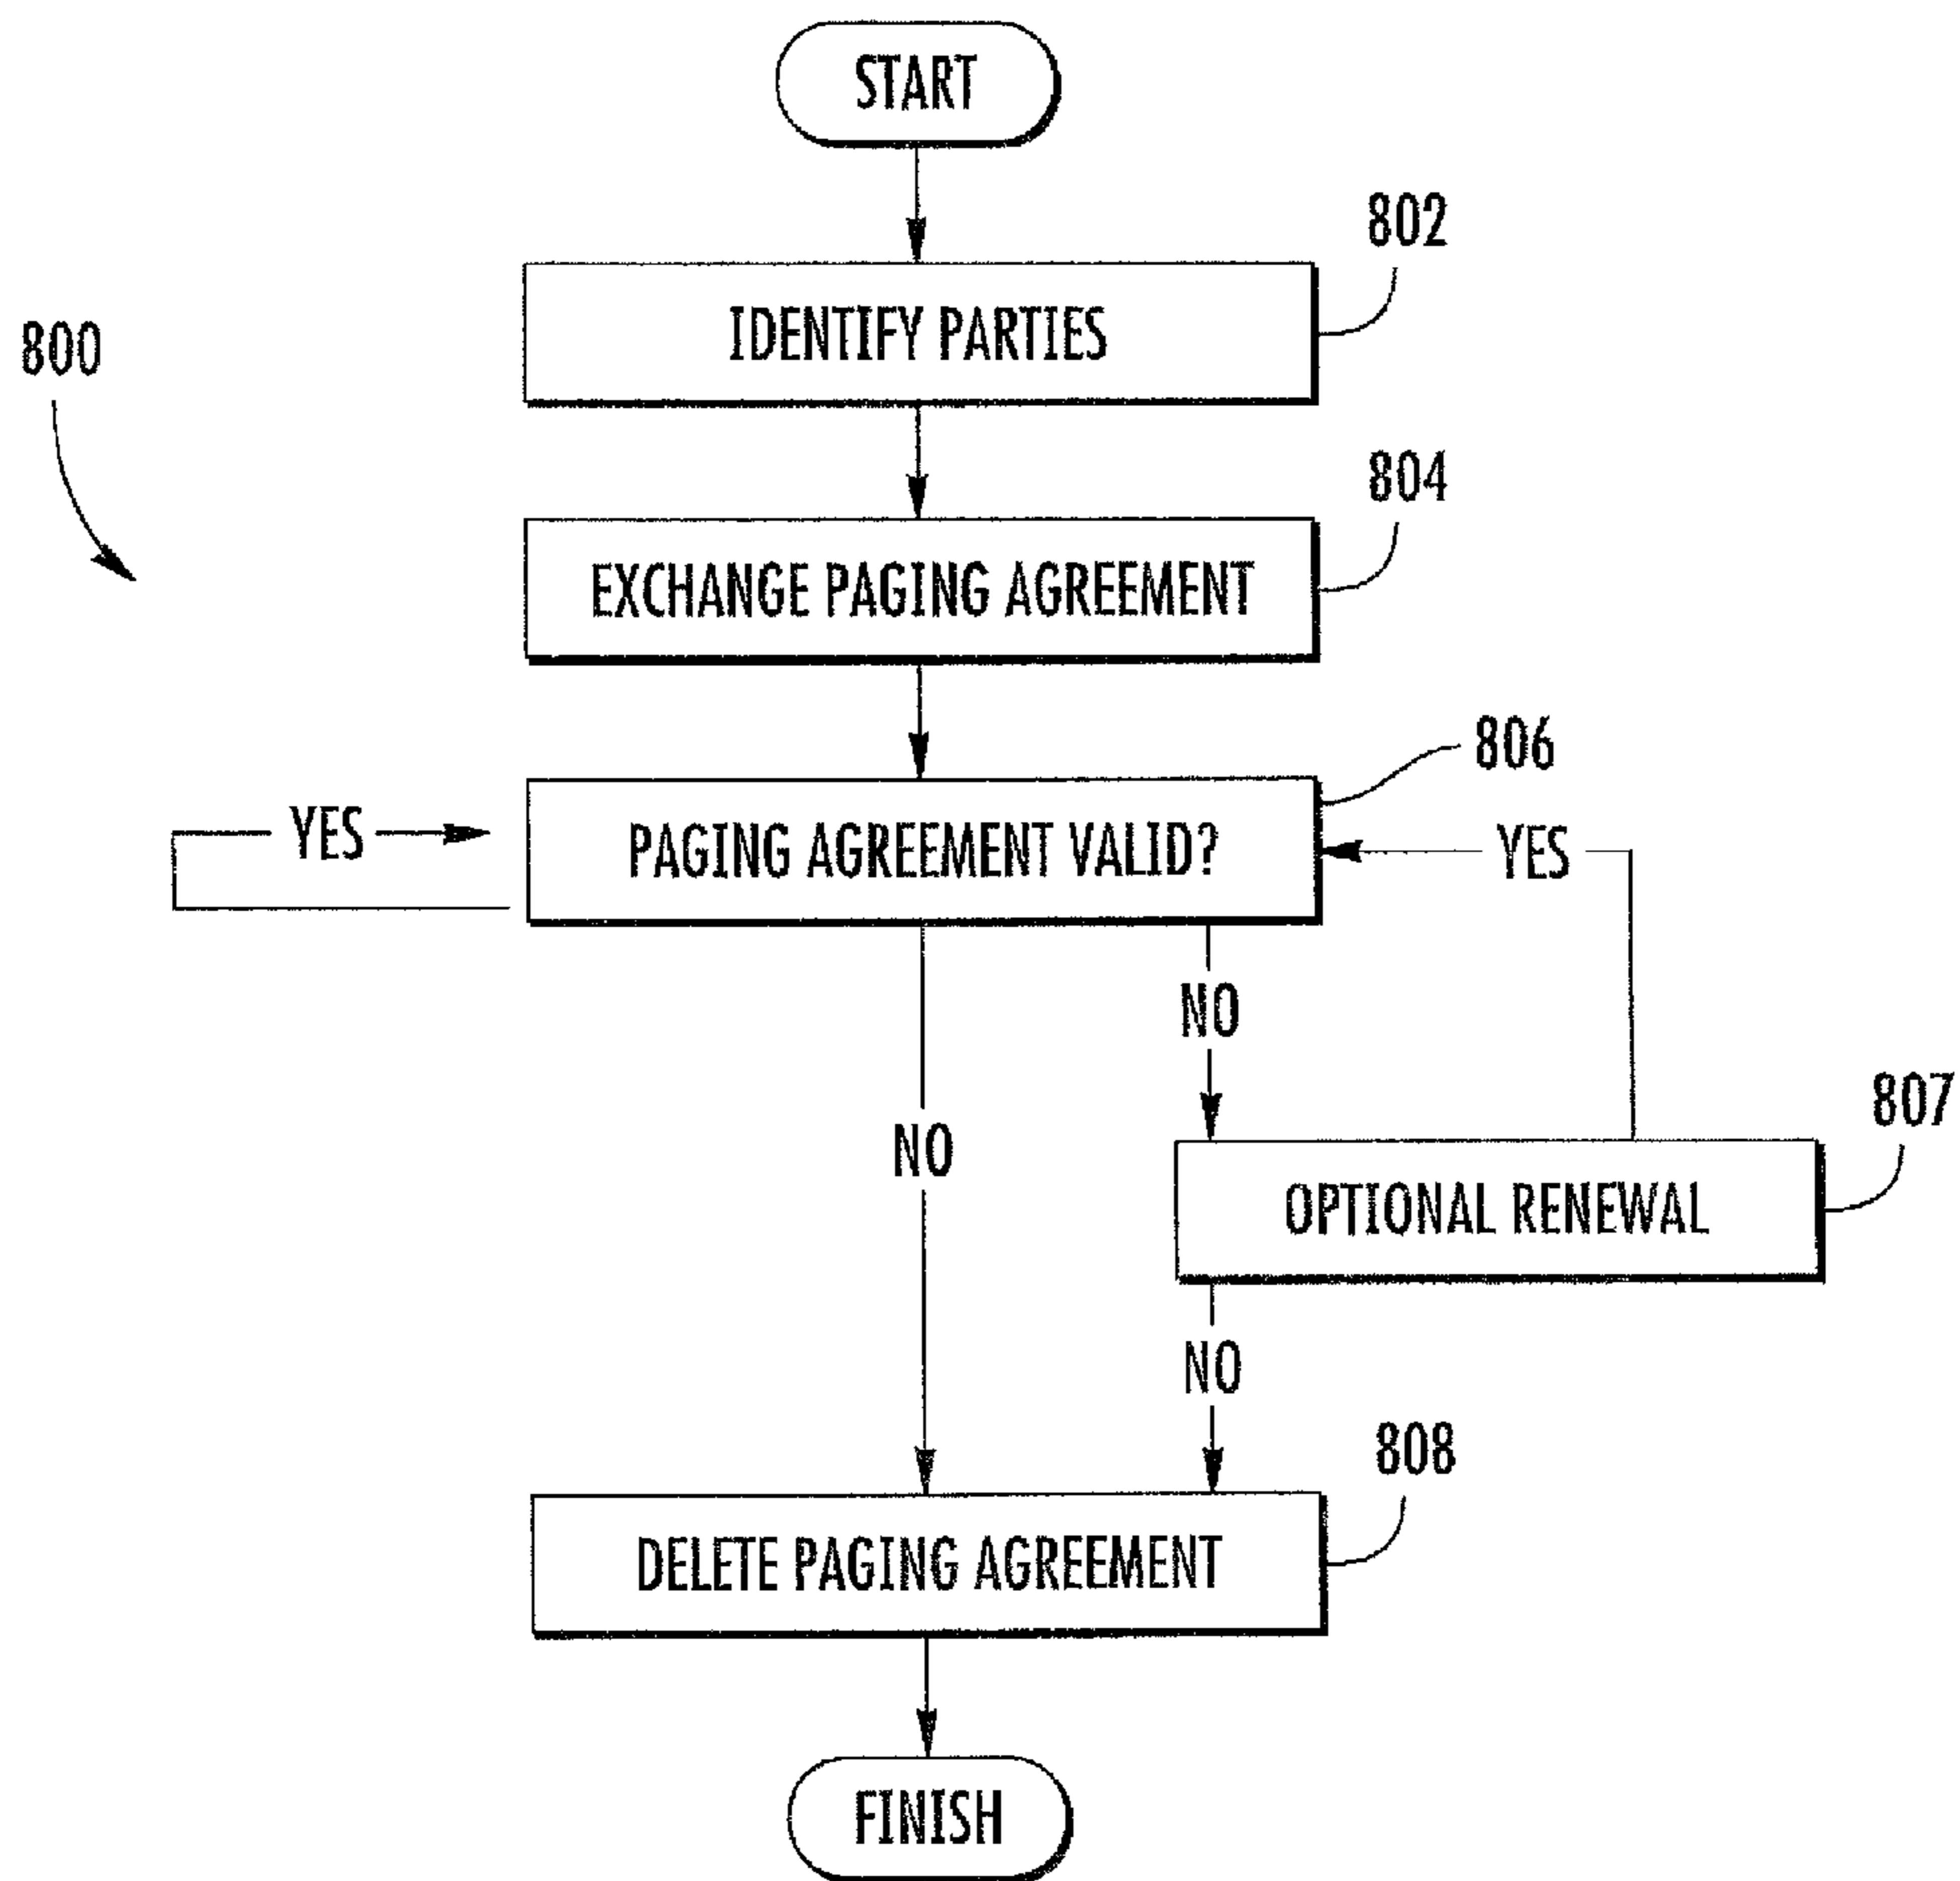 START
802
IDENTIFY PARTIES
800
804
EXCHANGE PAGING AGREEMENT
806
YES
PAGING AGREEMENT VALID?
YES
NO
807
NO
OPTIONAL RENEWAL
NO
808
DELETE PAGING AGREEMENT
FINISH